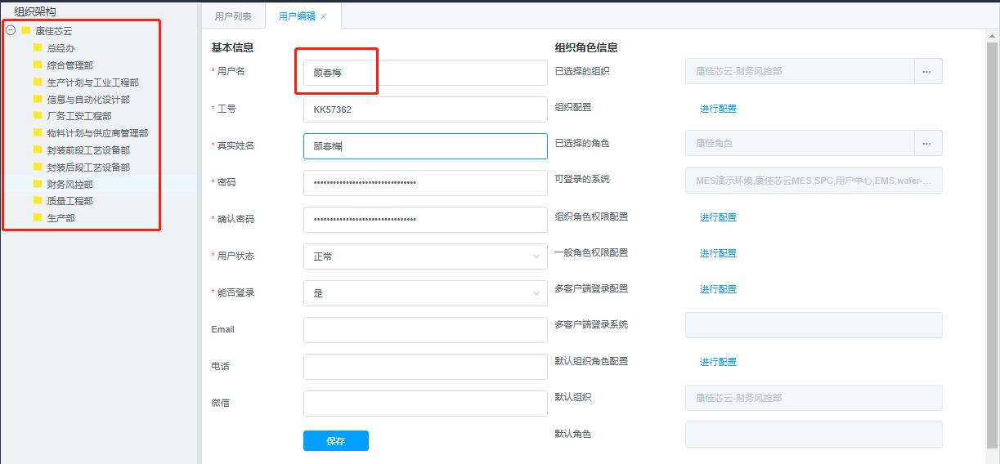 组织架构
康佳芯云
总经办
综合管理部
生产计划与工业工程部
信息与自动化设计部
厂务工安工程部
物料计划与供应商管理部
封装前段工艺设备部
封装后段工艺设备部
财务风控部
质量工程部
生产部
用户列表
用户编辑 ×
基本信息
* 用户名 顾春梅
* 工号 KK57362
* 真实姓名 顾春梅
* 密码 ••••••••••••••••••••••••••••••••
* 确认密码 ••••••••••••••••••••••••••••••••
* 用户状态 正常
* 能否登录 是
Email
电话
微信
保存
组织角色信息
已选择的组织 康佳芯云-财务风控部 ...
组织配置 进行配置
已选择的角色 康佳角色 ...
可登录的系统 MES演示环境,康佳芯云MES,SPC,用户中心,EMS,wafer-...
组织角色权限配置 进行配置
一般角色权限配置 进行配置
多客户端登录配置 进行配置
多客户端登录系统
默认组织角色配置 进行配置
默认组织 康佳芯云-财务风控部
默认角色